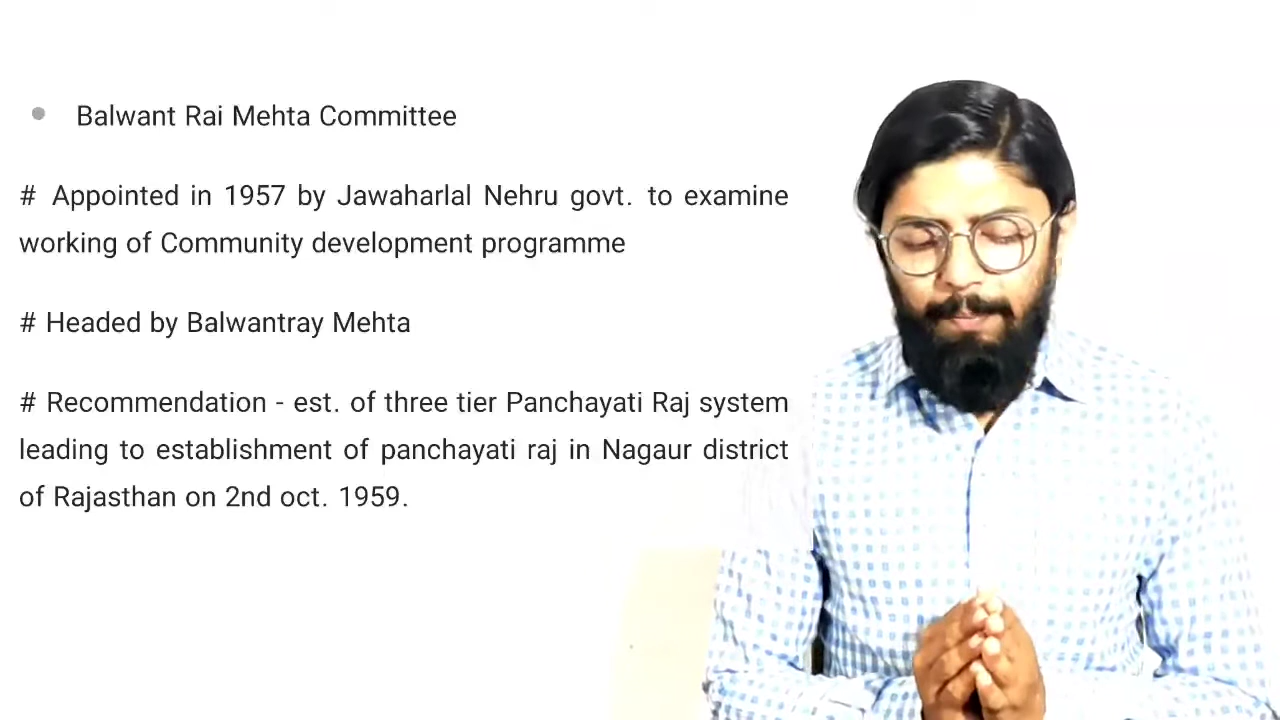 Balwant Rai Mehta Committee
# Appointed in 1957 by Jawaharlal Nehru govt. to examine
working of Community development programme
# Headed by Balwantray Mehta
# Recommendation - est. of three tier Panchayati Raj system
leading to establishment of panchayati raj in Nagaur district
of Rajasthan on 2nd oct. 1959.